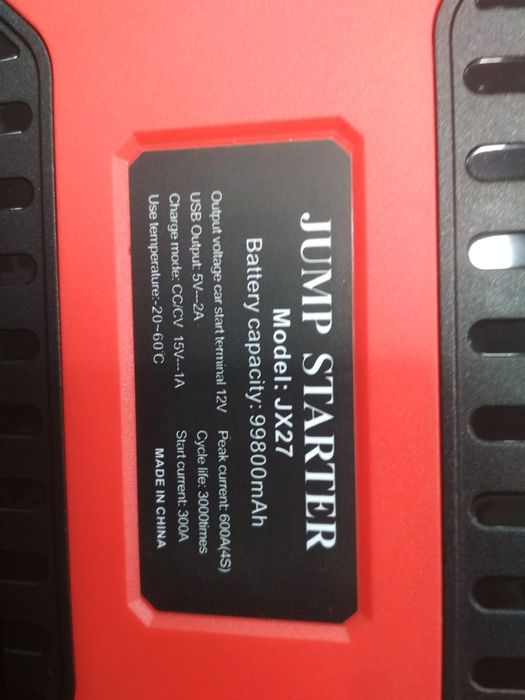 JUMP STARTER
Model: JX27
Battery capacity: 99800mAh
Output voltage car start terminal 12V Peak current: 600A(4S)
USB Output: 5V---2A Cycle life: 3000times
Charge mode: CC/CV 15V---1A Start current: 300A
Use temperature:-20~60℃ MADE IN CHINA